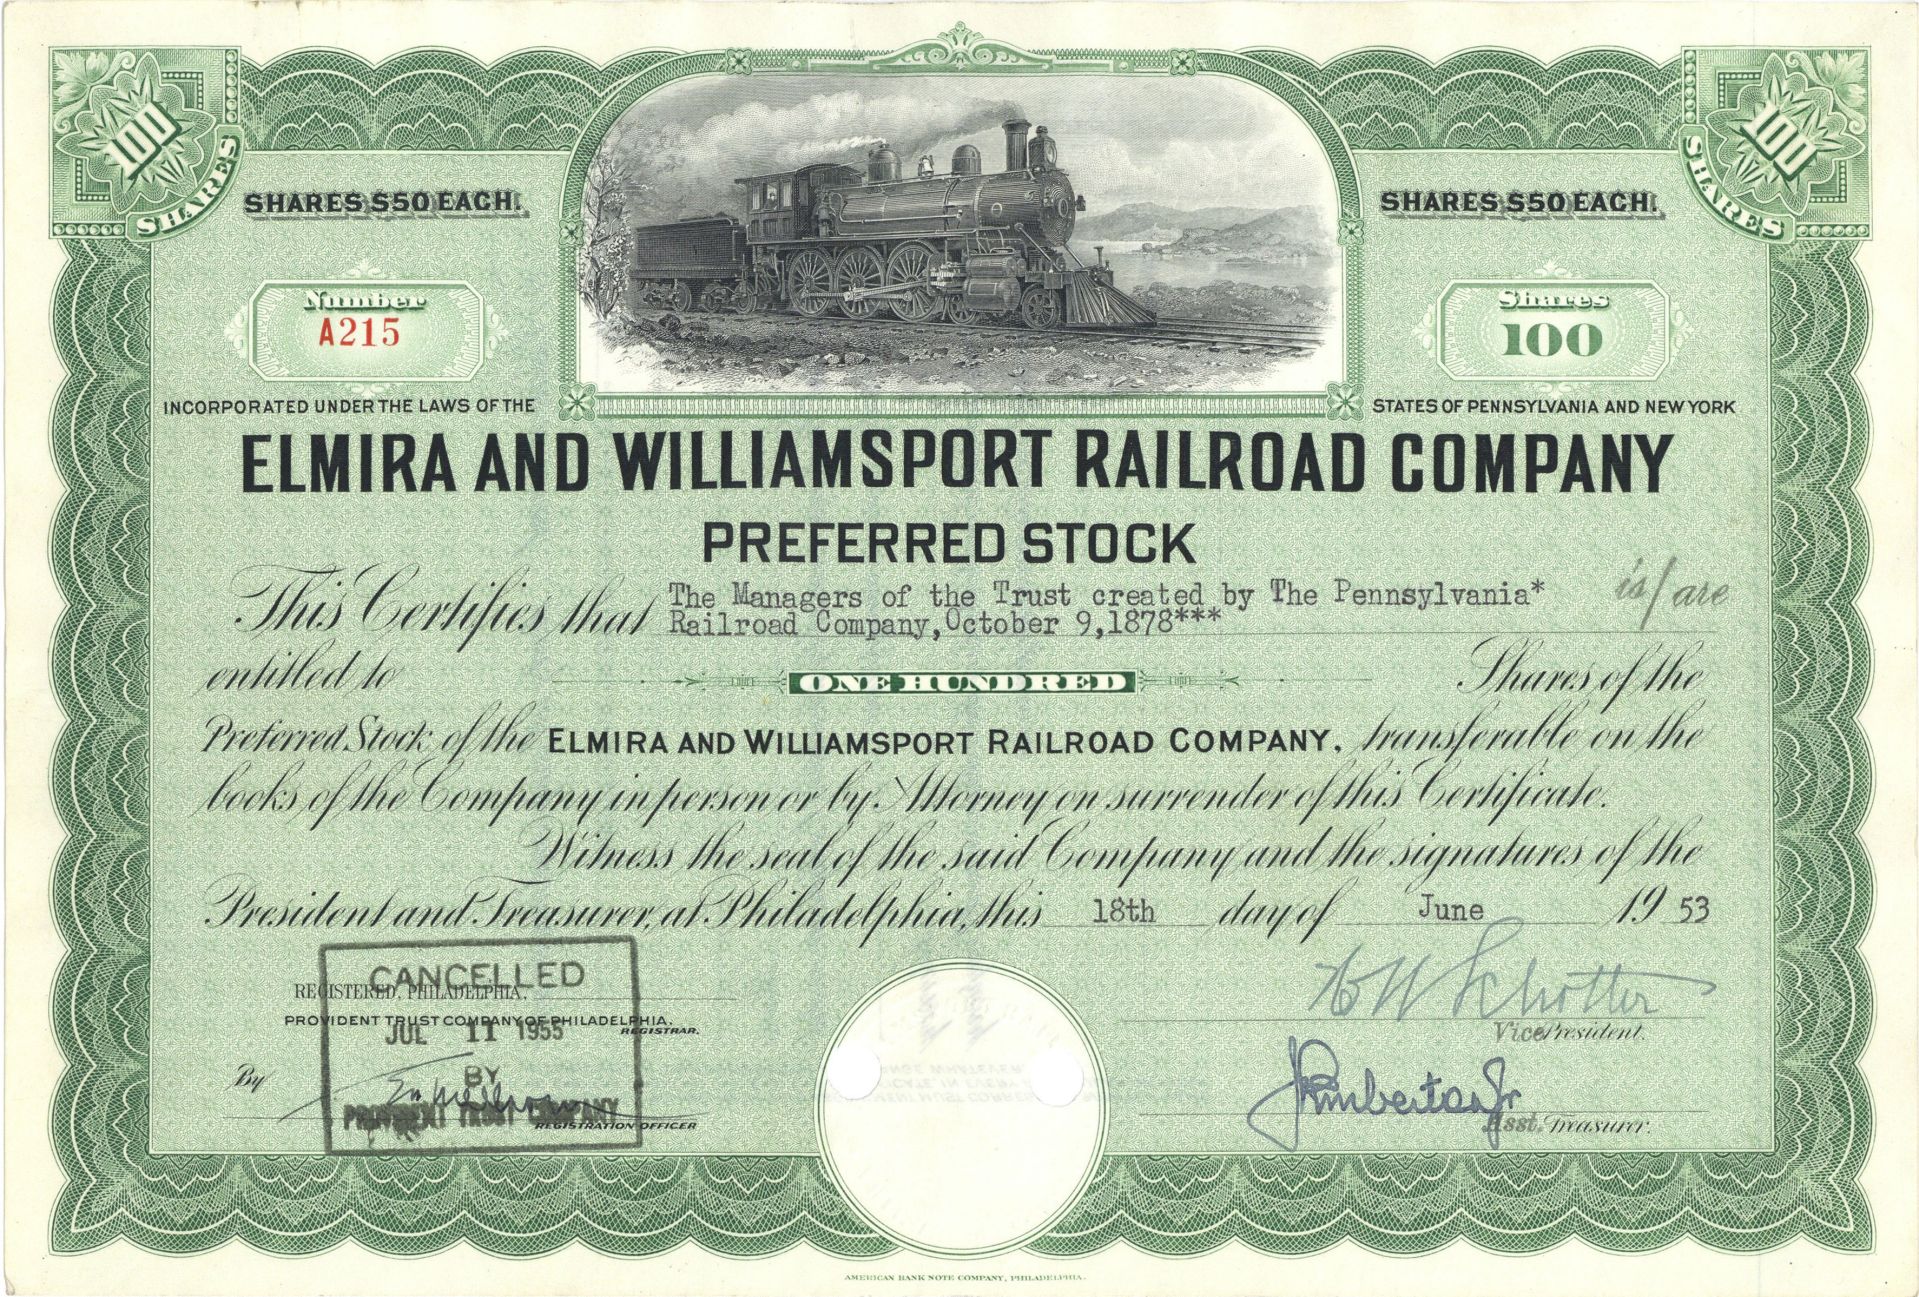 100 SHARES
100 SHARES
SHARES $50 EACH.
SHARES $50 EACH.
Number
A215
Shares
100
INCORPORATED UNDER THE LAWS OF THE STATES OF PENNSYLVANIA AND NEW YORK
ELMIRA AND WILLIAMSPORT RAILROAD COMPANY
PREFERRED STOCK
This Certifies that The Managers of the Trust created by The Pennsylvania* is/are
Railroad Company,October 9,1878***
entitled to ONE HUNDRED Shares of the
Preferred Stock of the ELMIRA AND WILLIAMSPORT RAILROAD COMPANY, transferable on the
books of the Company in person or by Attorney on surrender of this Certificate.
Witness the seal of the said Company and the signatures of the
President and Treasurer, at Philadelphia, this 18th day of June 1953
CANCELLED
REGISTERED, PHILADELPHIA,
PROVIDENT TRUST COMPANY OF PHILADELPHIA,
REGISTRAR.
JUL 11 1955
By
BY
PROVIDENT TRUST COMPANY
REGISTRATION OFFICER
Vice President.
Asst. Treasurer.
AMERICAN BANK NOTE COMPANY, PHILADELPHIA.